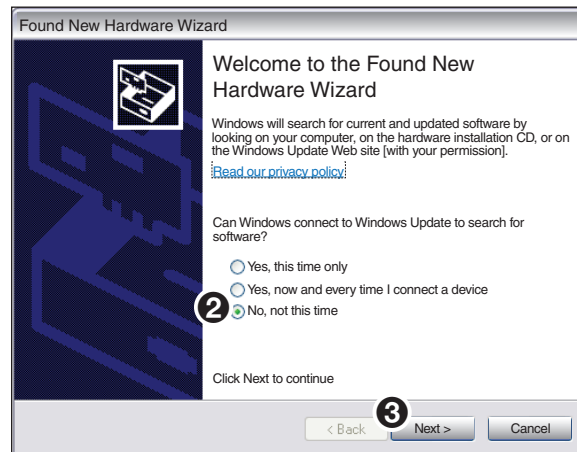 Found New Hardware Wizard
Welcome to the Found New
Hardware Wizard
Windows will search for current and updated software by
looking on your computer, on the hardware installation CD, or on
the Windows Update Web site [with your permission].
Read our privacy policy
Can Windows connect to Windows Update to search for
software?
Yes, this time only
Yes, now and every time I connect a device
2 No, not this time
Click Next to continue
3
< Back Next > Cancel